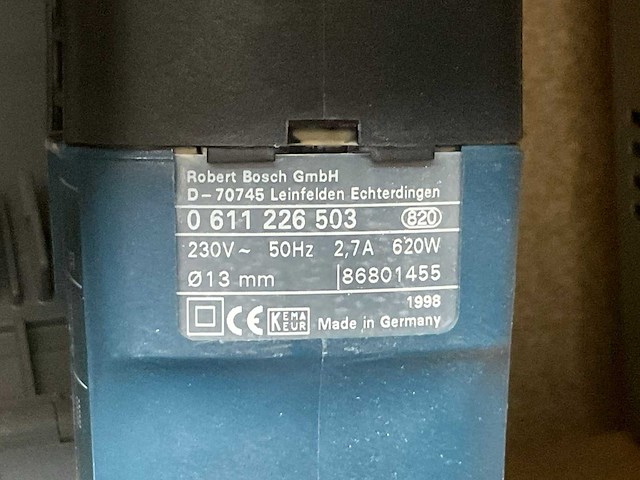 Robert Bosch GmbH
D-70745 Leinfelden Echterdingen
0 611 226 503 820
230V~ 50Hz 2,7A 620W
Ø13 mm 86801455
1998
CE KEMA EUR Made in Germany